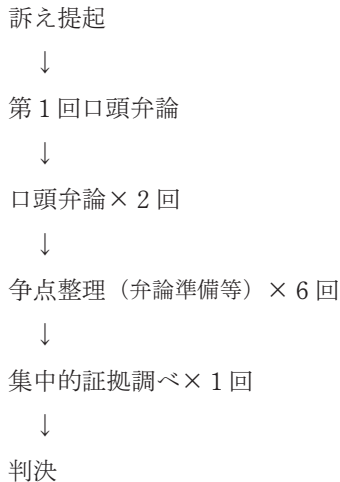 訴え提起
↓
第１回口頭弁論
↓
口頭弁論×２回
↓
争点整理（弁論準備等）×６回
↓
集中的証拠調べ×１回
↓
判決